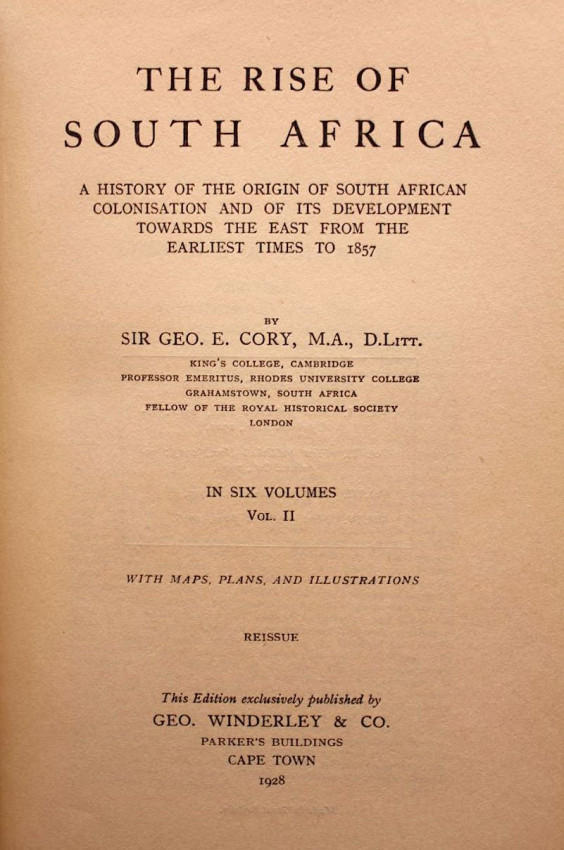 THE RISE OF
SOUTH AFRICA
A HISTORY OF THE ORIGIN OF SOUTH AFRICAN
COLONISATION AND OF ITS DEVELOPMENT
TOWARDS THE EAST FROM THE
EARLIEST TIMES TO 1857
BY
SIR GEO. E. CORY, M.A., D.LITT.
KING'S COLLEGE, CAMBRIDGE
PROFESSOR EMERITUS, RHODES UNIVERSITY COLLEGE
GRAHAMSTOWN, SOUTH AFRICA
FELLOW OF THE ROYAL HISTORICAL SOCIETY
LONDON
IN SIX VOLUMES
VOL. II
WITH MAPS, PLANS, AND ILLUSTRATIONS
REISSUE
This Edition exclusively published by
GEO. WINDERLEY & CO.
PARKER'S BUILDINGS
CAPE TOWN
1928